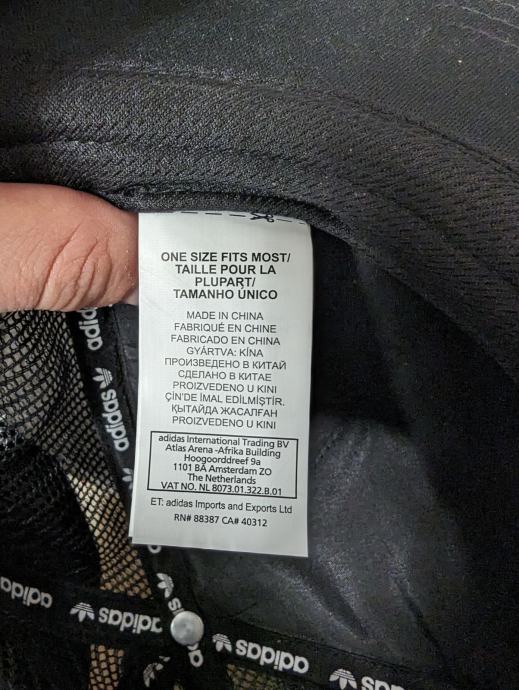 ONE SIZE FITS MOST/
TAILLE POUR LA
PLUPART/
TAMANHO ÚNICO
MADE IN CHINA
FABRIQUÉ EN CHINE
FABRICADO EN CHINA
GYÁRTVA: KÍNA
ПРОИЗВЕДЕНО В КИТАЙ
СДЕЛАНО В КИТАЕ
PROIZVEDENO U KINI
ÇİN'DE İMAL EDİLMİŞTİR.
ҚЫТАЙДА ЖАСАЛҒАН
PROIZVEDENO U KINI
adidas International Trading BV
Atlas Arena -Afrika Building
Hoogoorddreef 9a
1101 BA Amsterdam ZO
The Netherlands
VAT NO. NL 8073.01.322.B.01
ET: adidas Imports and Exports Ltd
RN# 88387 CA# 40312
adidas
adidas
adidas
adidas
adidas